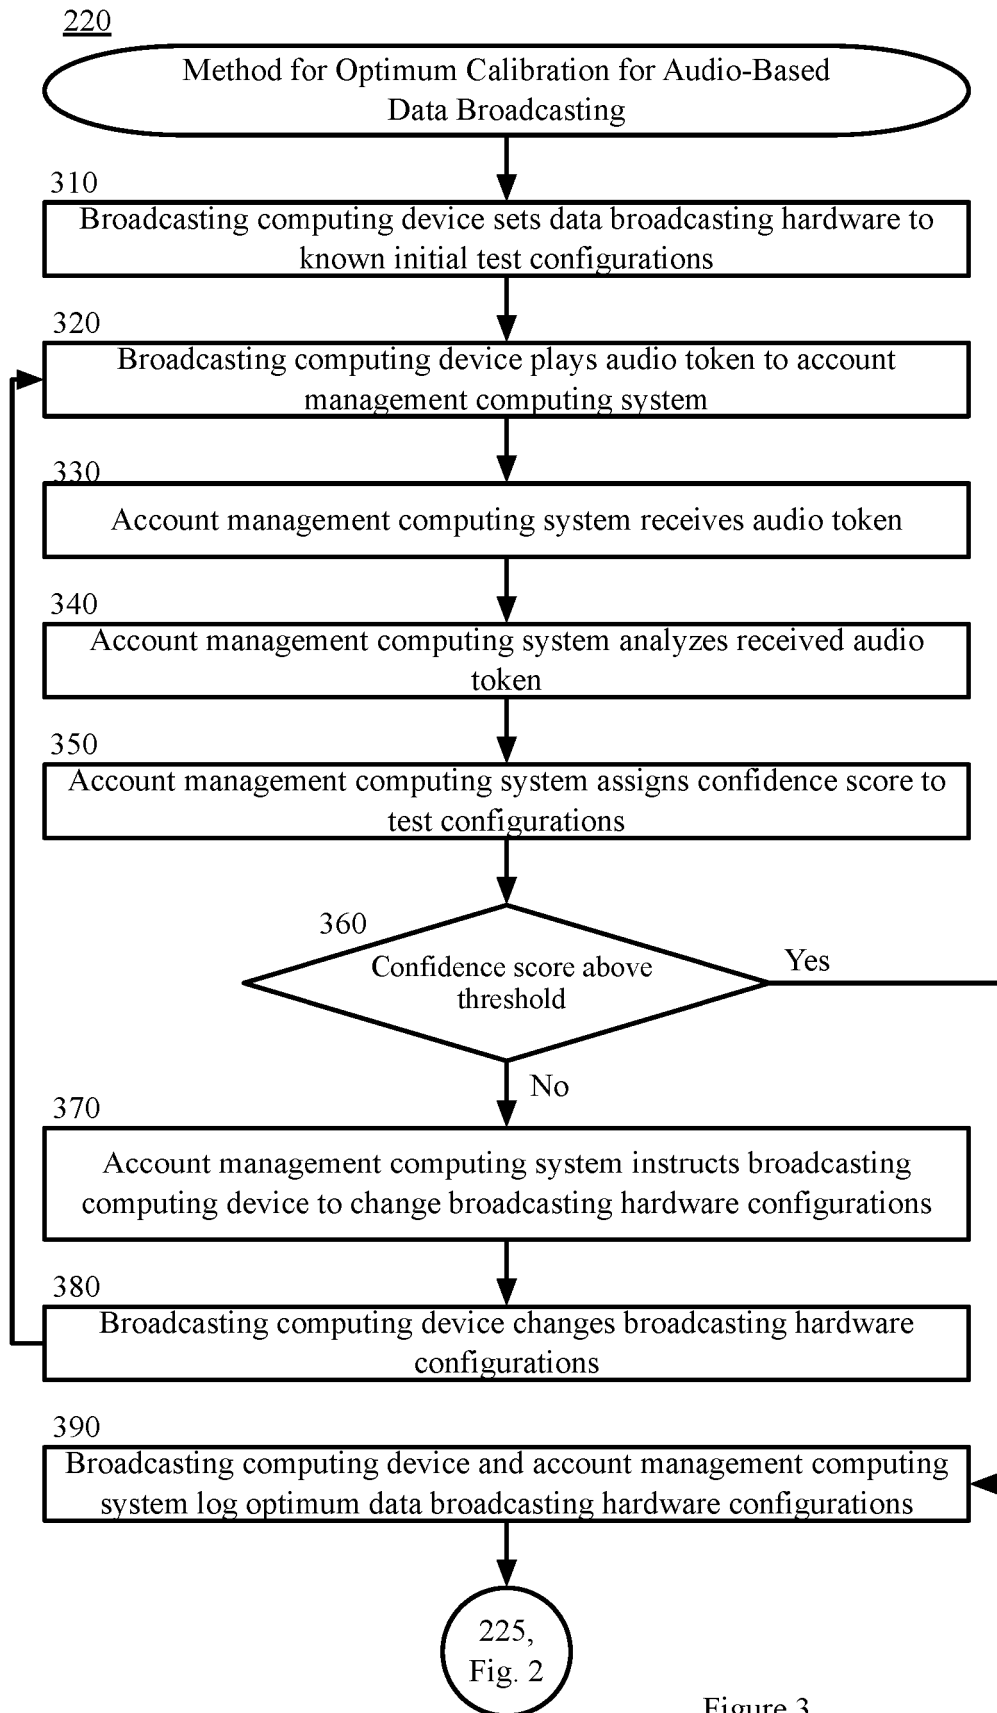 220
Method for Optimum Calibration for Audio-Based
Data Broadcasting
310
Broadcasting computing device sets data broadcasting hardware to
known initial test configurations
320
Broadcasting computing device plays audio token to account
management computing system
330
Account management computing system receives audio token
340
Account management computing system analyzes received audio
token
350
Account management computing system assigns confidence score to
test configurations
360
Confidence score above
threshold
Yes
No
370
Account management computing system instructs broadcasting
computing device to change broadcasting hardware configurations
380
Broadcasting computing device changes broadcasting hardware
configurations
390
Broadcasting computing device and account management computing
system log optimum data broadcasting hardware configurations
225,
Fig. 2
Figure 3